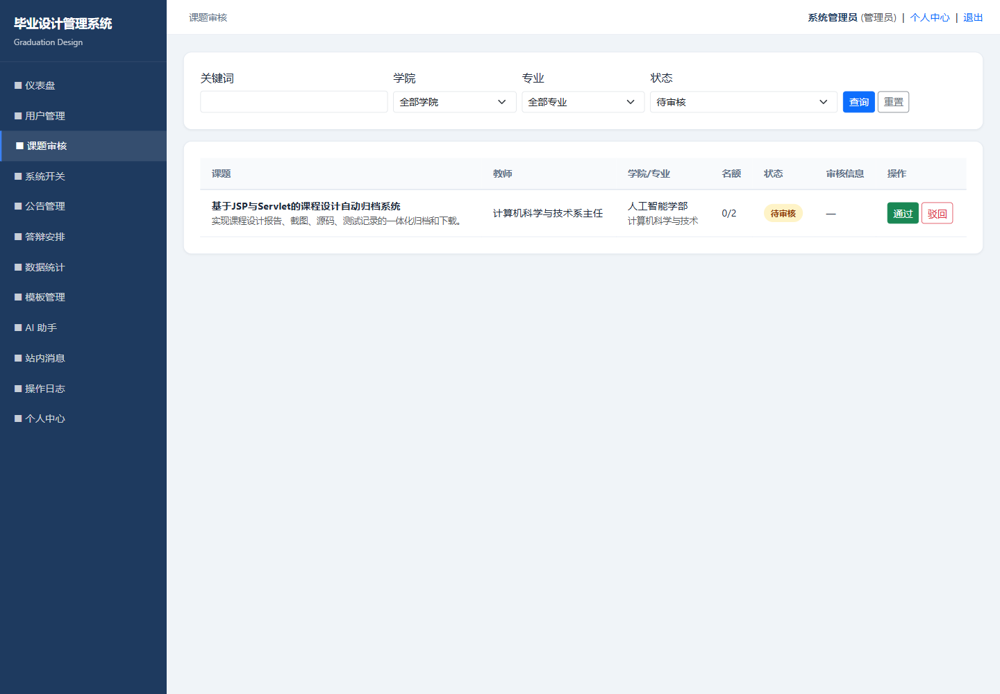 毕业设计管理系统
Graduation Design
仪表盘
用户管理
课题审核
系统开关
公告管理
答辩安排
数据统计
模板管理
AI 助手
站内消息
操作日志
个人中心
课题审核
系统管理员 (管理员) | 个人中心 | 退出
关键词 学院 专业 状态
全部学院 全部专业 待审核 查询 重置
课题 教师 学院/专业 名额 状态 审核信息 操作
基于JSP与Servlet的课程设计自动归档系统
实现课程设计报告、截图、源码、测试记录的一体化归档和下载。
计算机科学与技术系主任
人工智能学部
计算机科学与技术
0/2
待审核
—
通过 驳回